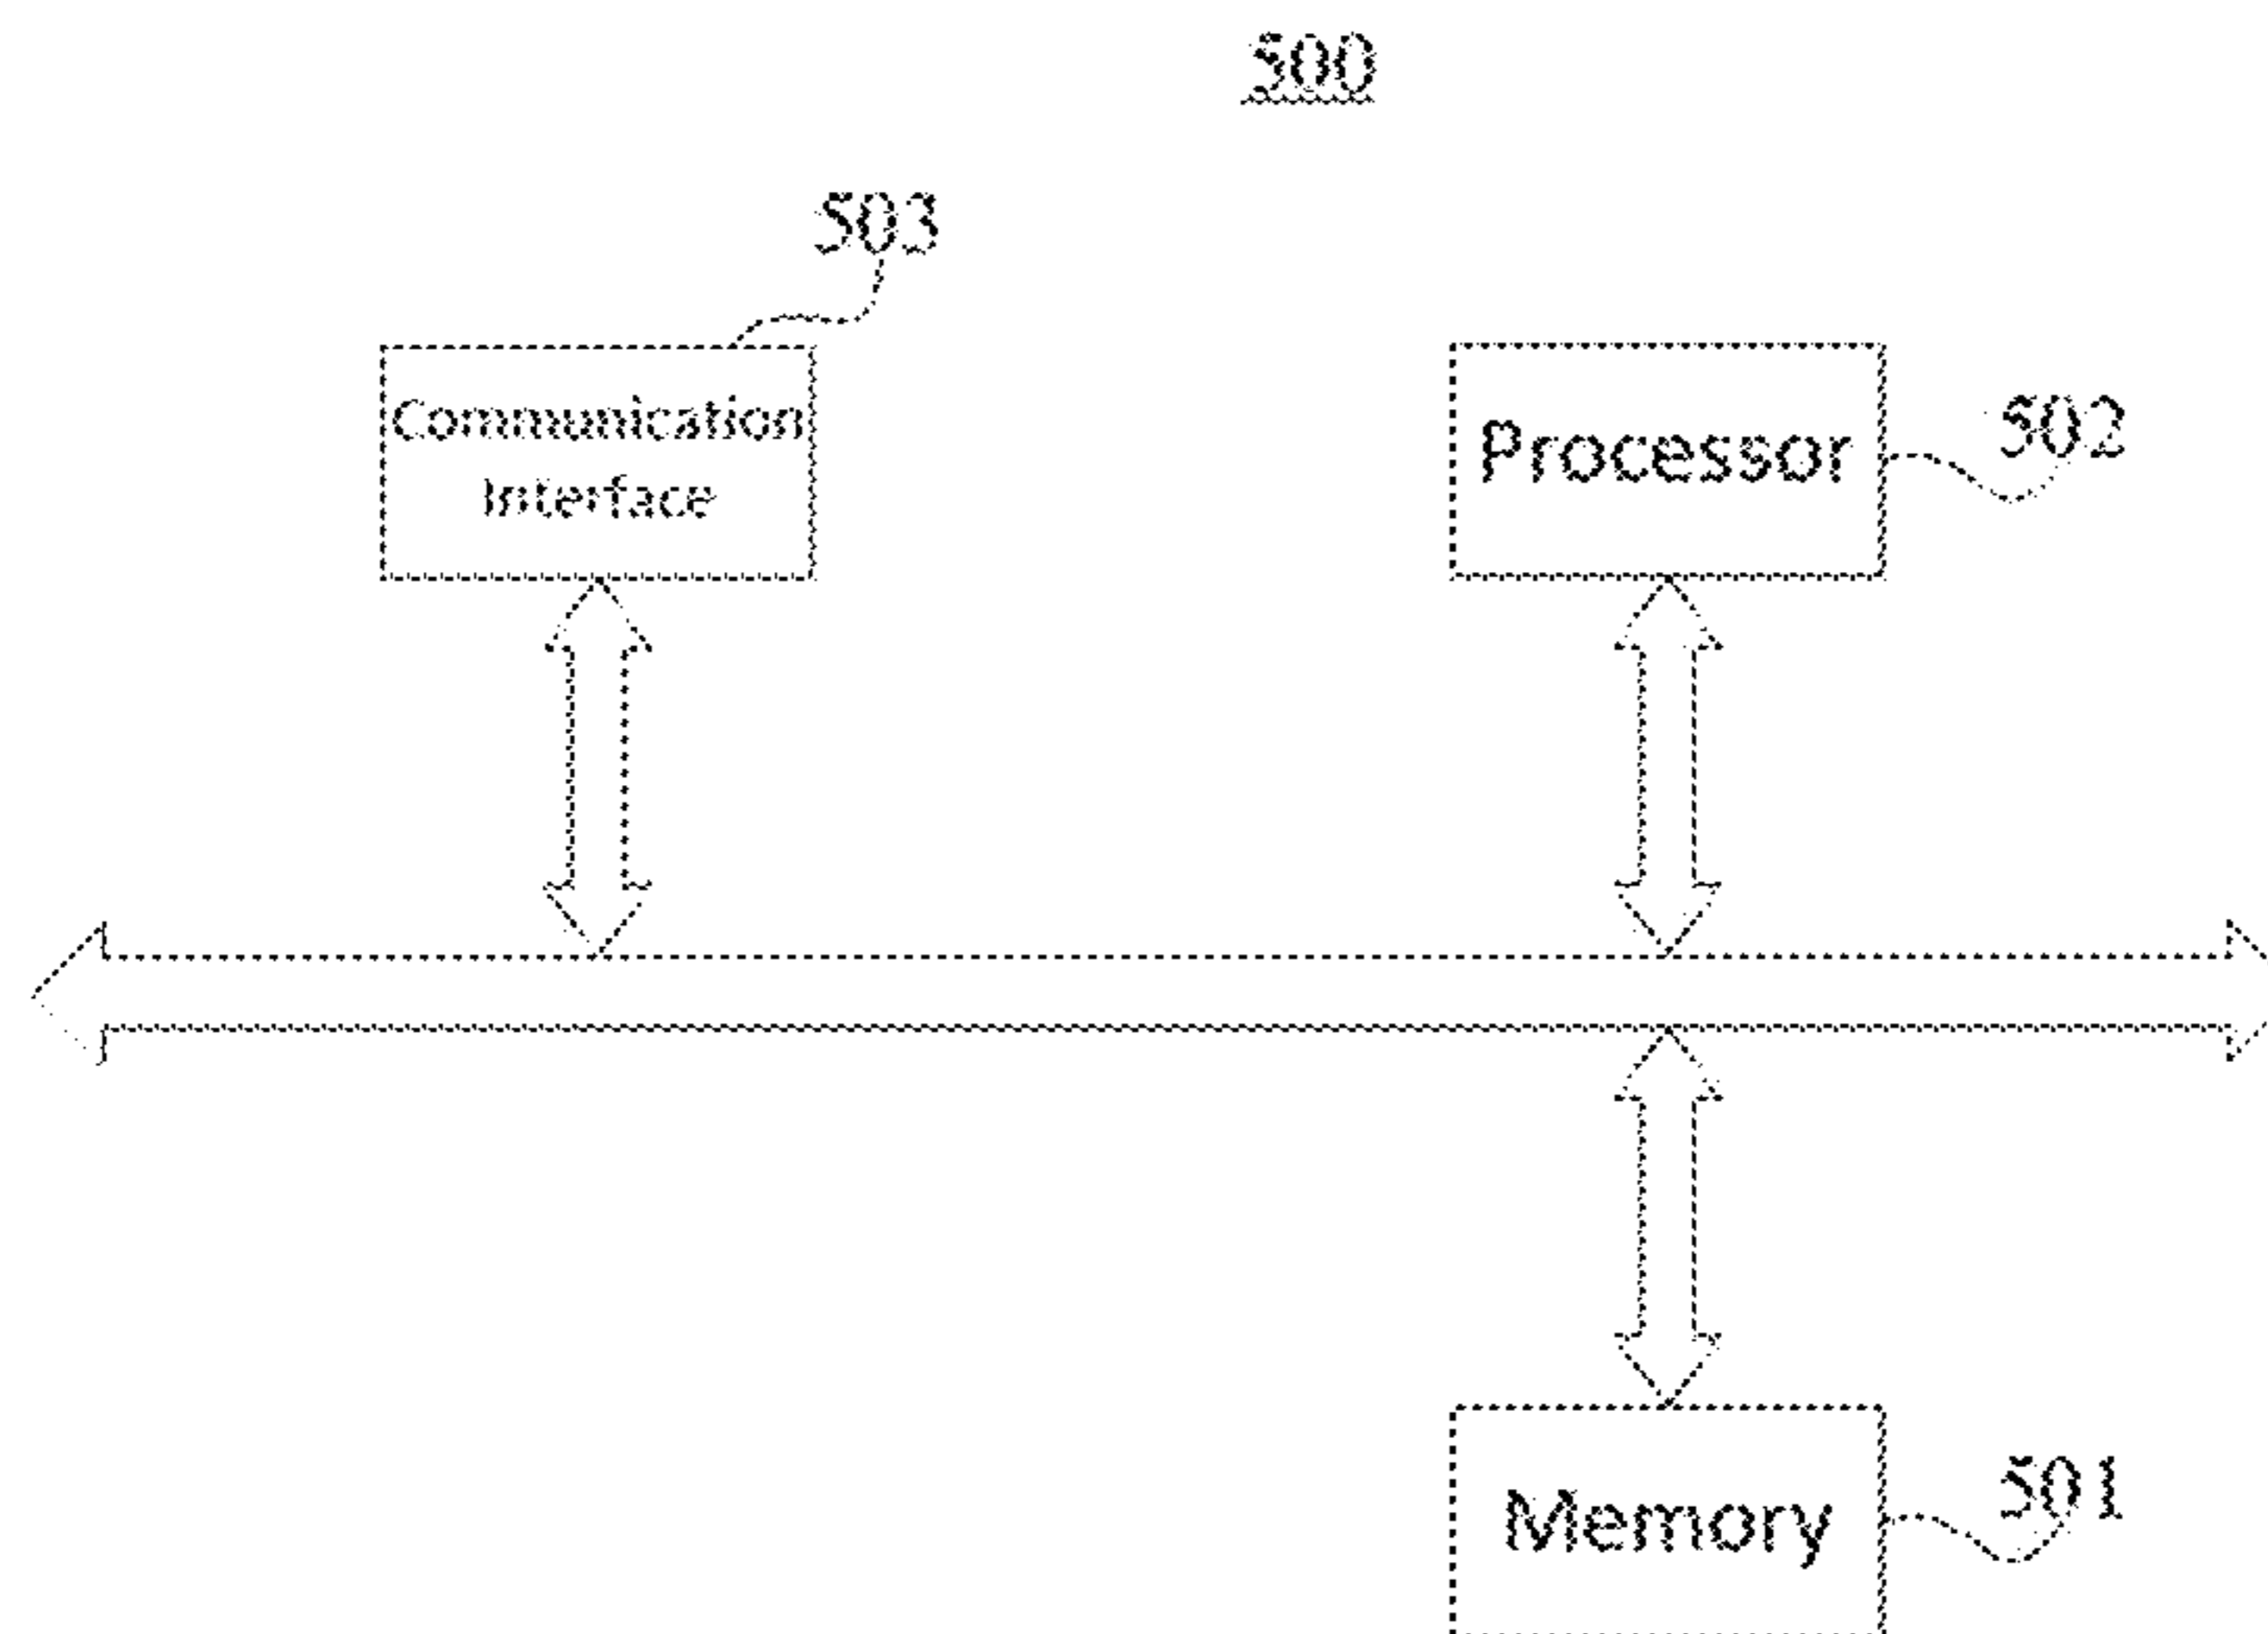 500
503
Communication
Interface
Processor
502
Memory
501